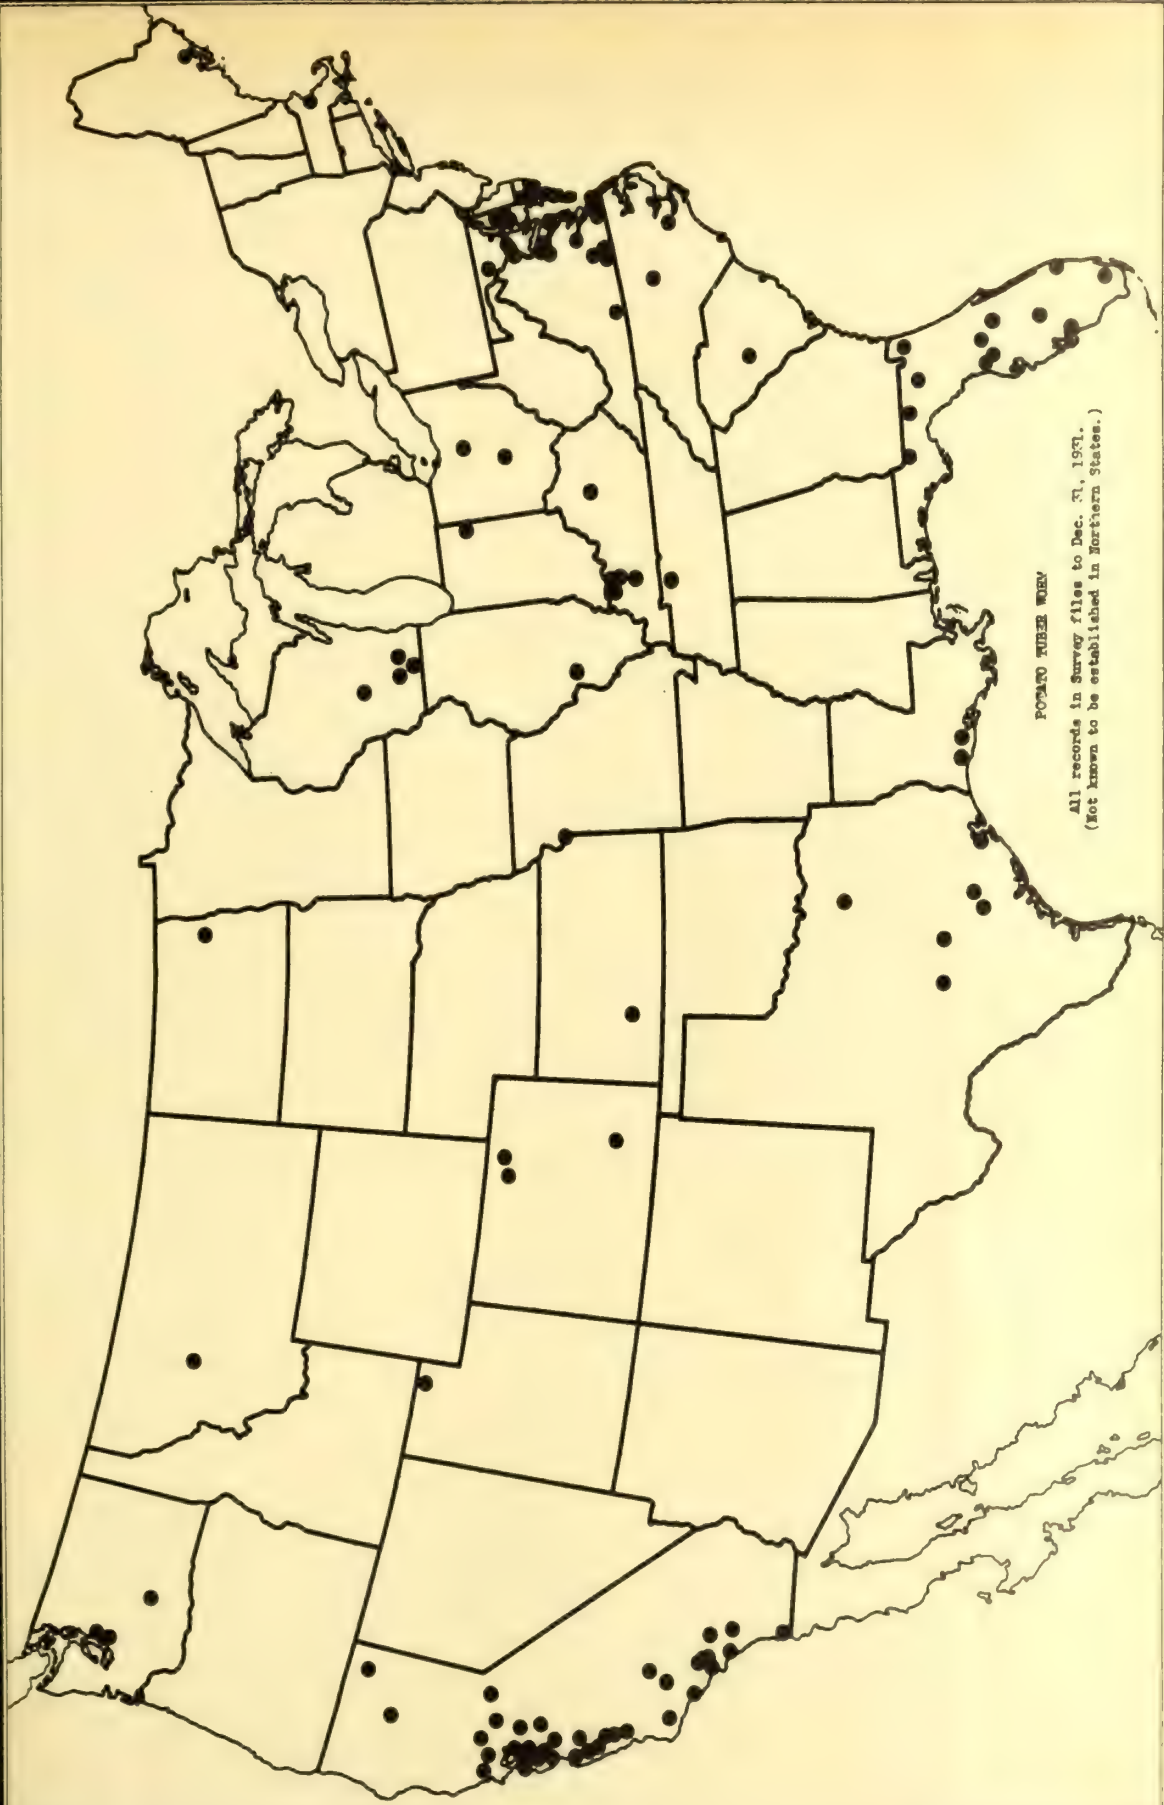 POTATO TUBER WORM
All records in Survey files to Dec. 31, 1931.
(Not known to be established in Northern States.)